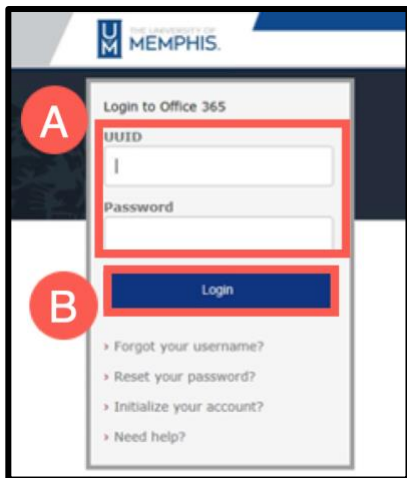 THE UNIVERSITY OF
MEMPHIS.
Login to Office 365
A
UUID
Password
B
Login
› Forgot your username?
› Reset your password?
› Initialize your account?
› Need help?